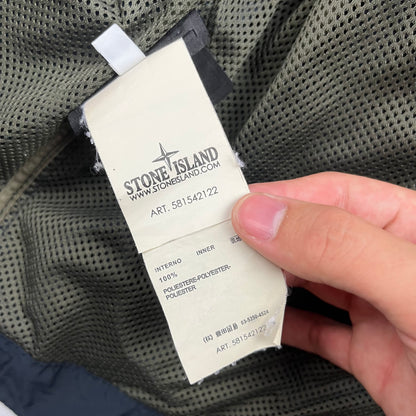 STONE ISLAND
WWW.STONEISLAND.COM
ART. 581542122
INTERNO INNER
100%
POLIESTERE-POLYESTER-
POLIESTER
ART. 581542122